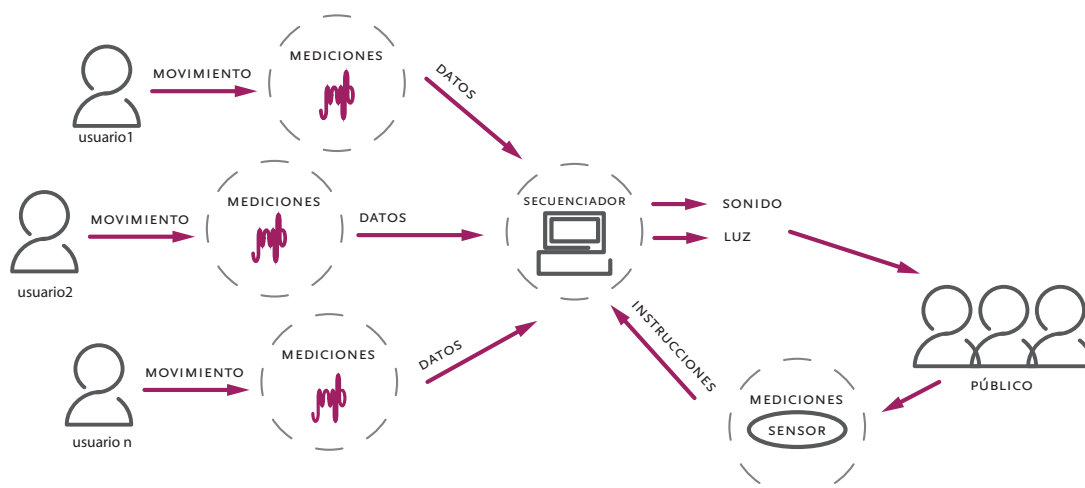 MOVIMIENTO
MEDICIONES
DATOS
usuario1
MOVIMIENTO
MEDICIONES
DATOS
usuario2
MOVIMIENTO
MEDICIONES
DATOS
usuario n
SECUENCIADOR
SONIDO
LUZ
PÚBLICO
MEDICIONES
SENSOR
INSTRUCCIONES